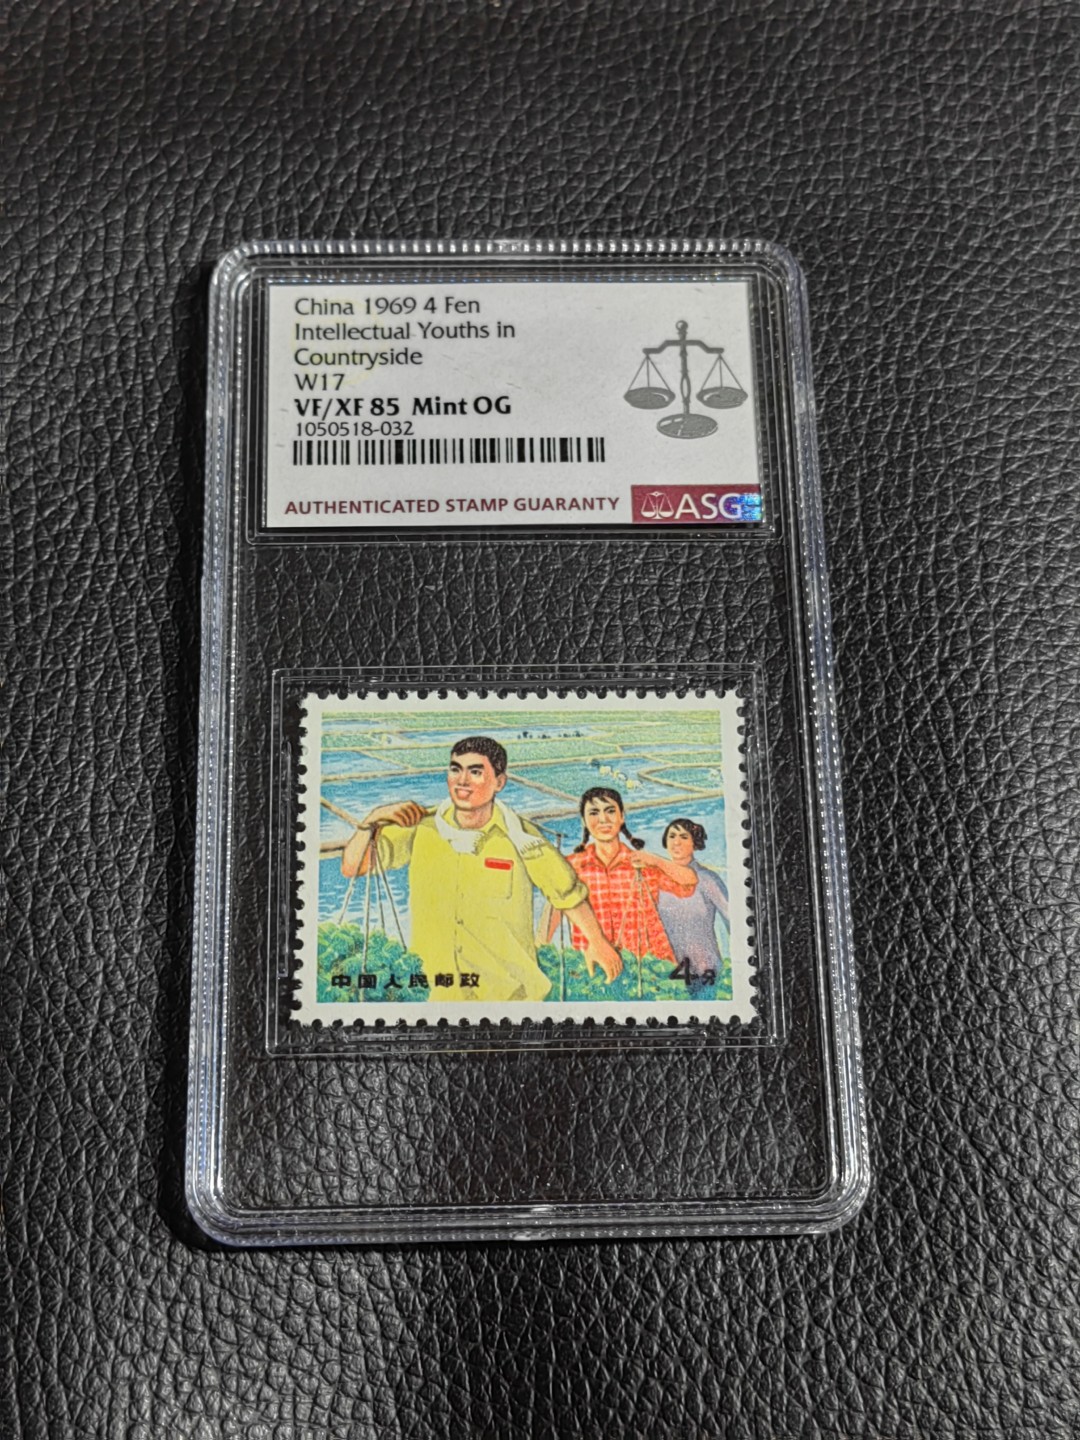 China 1969 4 Fen
Intellectual Youths in
Countryside
W17
VF/XF 85 Mint OG
1050518-032
AUTHENTICATED STAMP GUARANTY ASG
中国人民邮政 4分